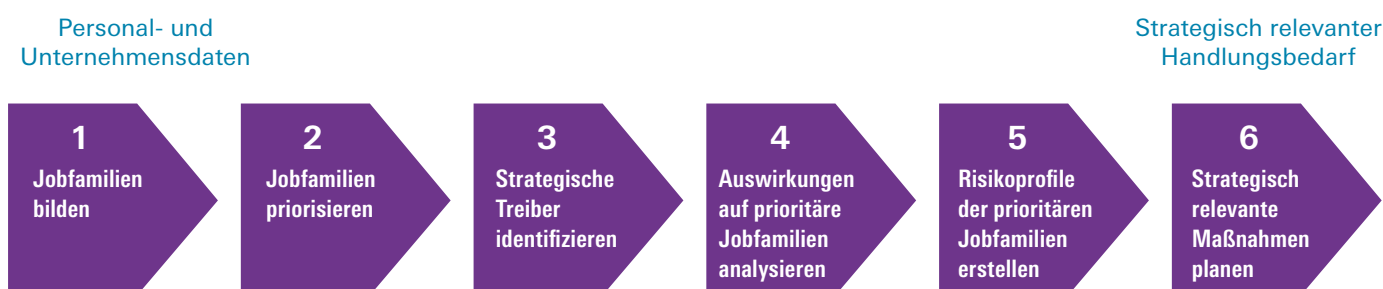 Personal- und
Unternehmensdaten
Strategisch relevanter
Handlungsbedarf
1
Jobfamilien
bilden
2
Jobfamilien
priorisieren
3
Strategische
Treiber
identifizieren
4
Auswirkungen
auf prioritäre
Jobfamilien
analysieren
5
Risikoprofile
der prioritären
Jobfamilien
erstellen
6
Strategisch
relevante
Maßnahmen
planen